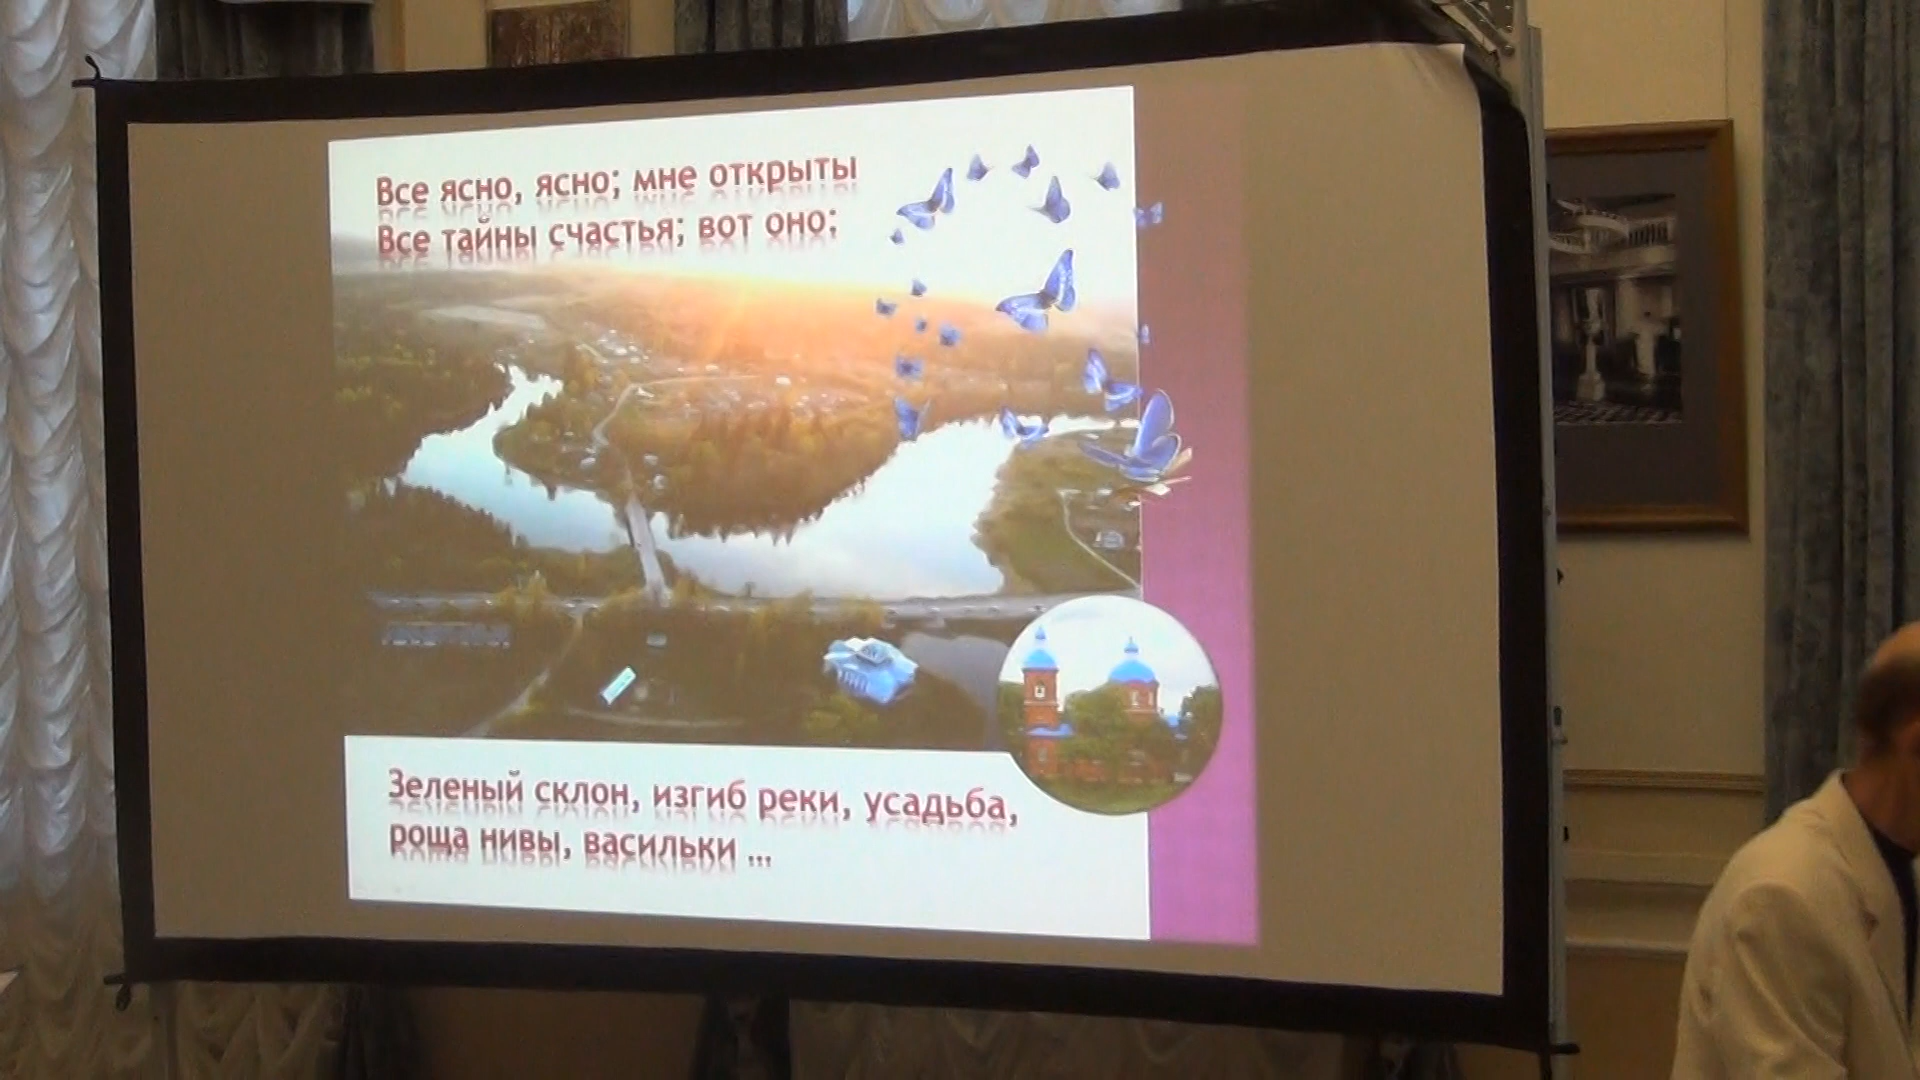 Все ясно, ясно; мне открыты
Все тайны счастья; вот оно:
Зеленый склон, изгиб реки, усадьба,
роща нивы, васильки ...